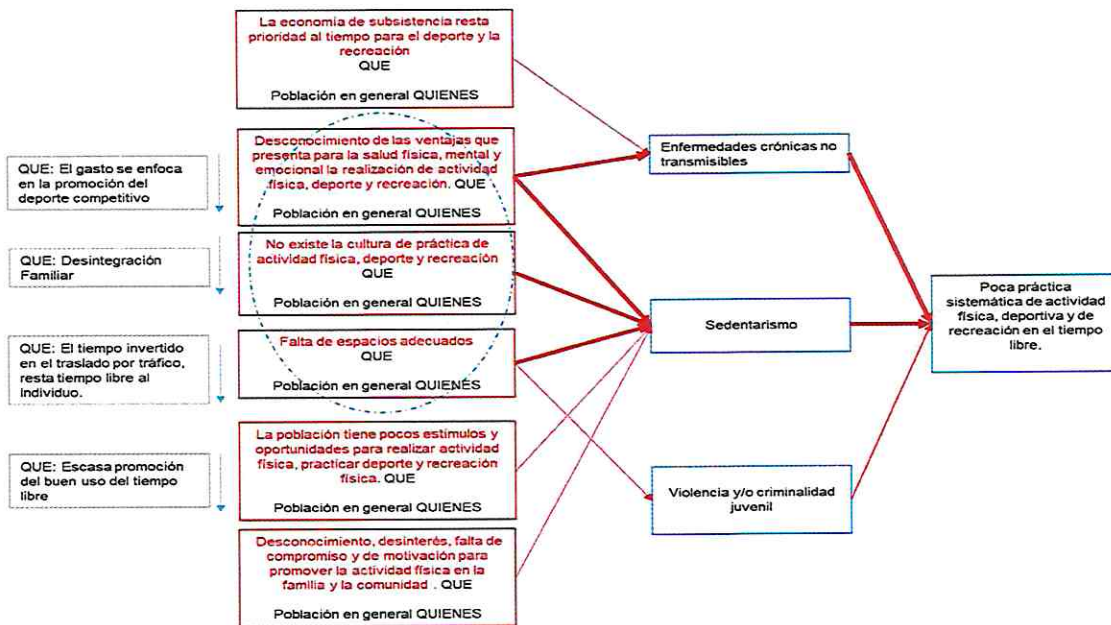 La economía de subsistencia resta
prioridad al tiempo para el deporte y la
recreación
QUE
Población en general QUIENES
Desconocimiento de las ventajas que
presenta para la salud física, mental y
emocional la realización de actividad
física, deporte y recreación. QUE
Población en general QUIENES
No existe la cultura de práctica de
actividad física, deporte y recreación
QUE
Población en general QUIENES
Falta de espacios adecuados
QUE
Población en general QUIENES
La población tiene pocos estímulos y
oportunidades para realizar actividad
física, practicar deporte y recreación
física. QUE
Población en general QUIENES
Desconocimiento, desinterés, falta de
compromiso y de motivación para
promover la actividad física en la
familia y la comunidad . QUE
Población en general QUIENES
QUE: El gasto se enfoca
en la promoción del
deporte competitivo
QUE: Desintegración
Familiar
QUE: El tiempo invertido
en el traslado por tráfico,
resta tiempo libre al
individuo.
QUE: Escasa promoción
del buen uso del tiempo
libre
Enfermedades crónicas no
transmisibles
Sedentarismo
Violencia y/o criminalidad
juvenil
Poca práctica
sistemática de actividad
física, deportiva y de
recreación en el tiempo
libre.